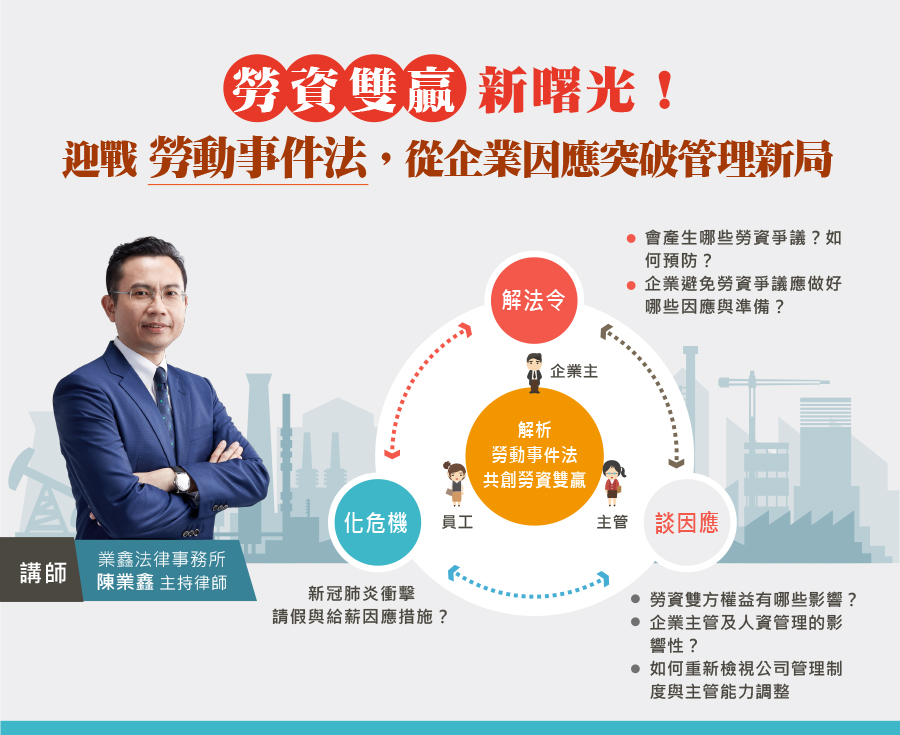 勞資雙贏 新曙光！
迎戰 勞動事件法，從企業因應突破管理新局
會產生哪些勞資爭議？如
何預防？
企業避免勞資爭議應做好
哪些因應與準備？
解法令
企業主
解析
勞動事件法
共創勞資雙贏
員工
主管
化危機
談因應
講師
業鑫法律事務所
陳業鑫 主持律師
新冠肺炎衝擊
請假與給薪因應措施？
勞資雙方權益有哪些影響？
企業主管及人資管理的影
響性？
如何重新檢視公司管理制
度與主管能力調整